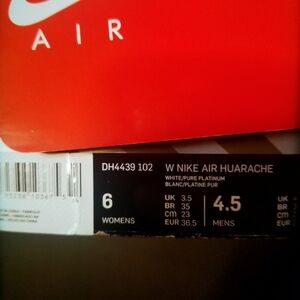 AIR
DH4439 102 W NIKE AIR HUARACHE
WHITE/PURE PLATINUM
BLANC/PLATINE PUR
6
WOMENS
UK 3.5
BR 35
CM 23
EUR 36.5
4.5
MENS
UK
BR
CM
EUR